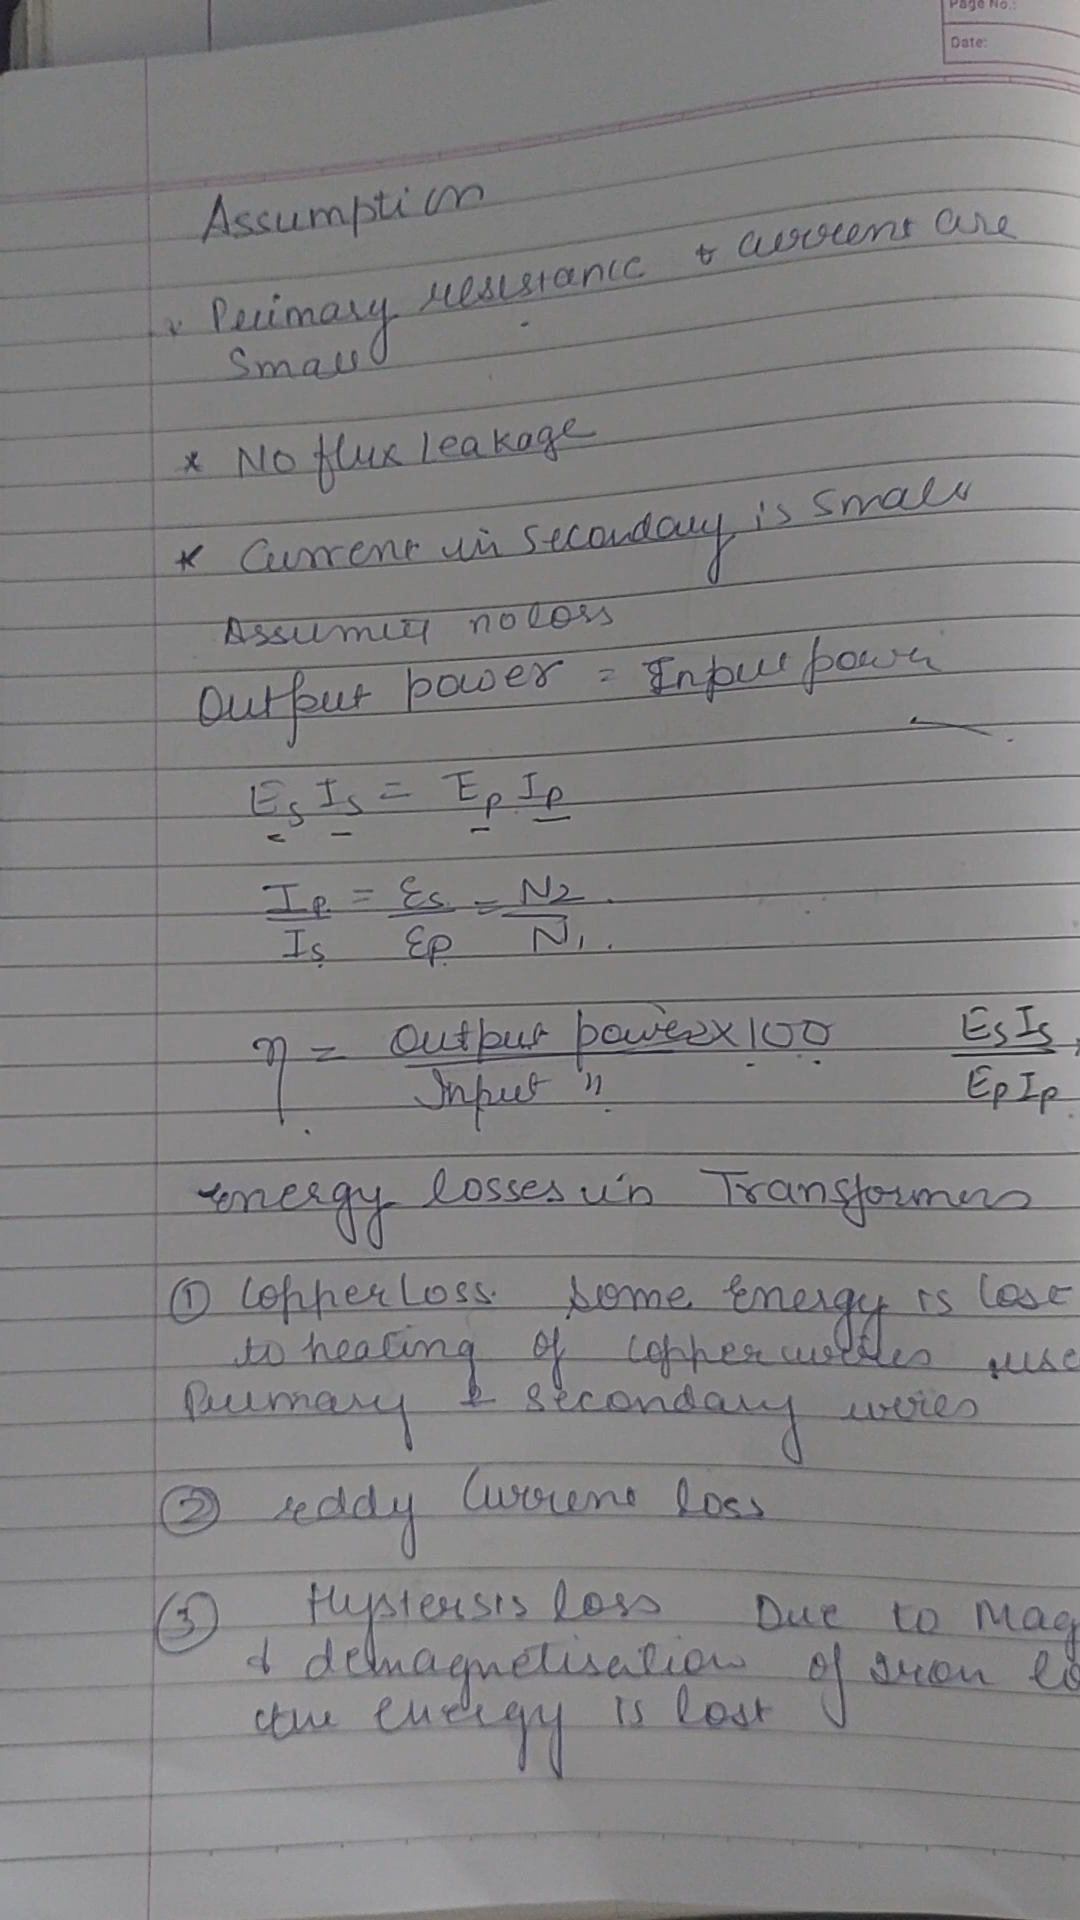 Page No.:
Date:
Assumption
Primary resistance & current are
Small
* No flux leakage
* Current in secondary is small
Assuming no loss
Output power = Input power
Es Is = Ep Ip
Ip/Is = Es/Ep = N2/N1
η = Output power x 100 / Input " Es Is / Ep Ip
energy losses in Transformers
① Copper loss. Some energy is lost
to heating of copper use
Primary & secondary wires
② eddy Current loss
③ Hystersis loss Due to Mag
& demagnetisation of iron
the energy is lost